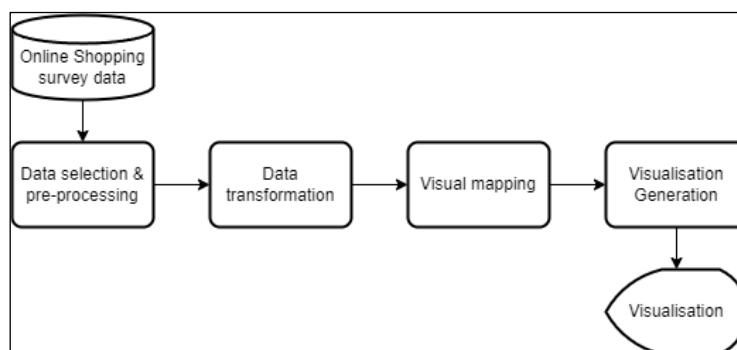 Online Shopping
survey data
Data selection &
pre-processing
Data
transformation
Visual mapping
Visualisation
Generation
Visualisation